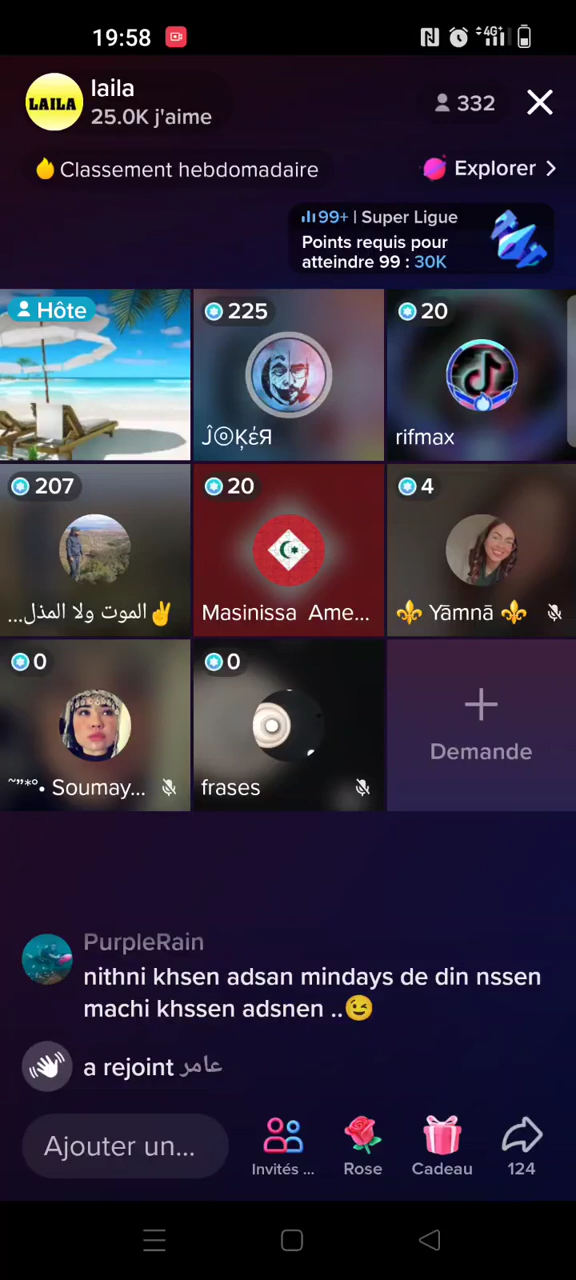 19:58
4G+
LAILA
laila
25.0K j'aime
332
Classement hebdomadaire
Explorer
99+ | Super Ligue
Points requis pour
atteindre 99 : 30K
Hôte
225
20
ĴⓄĶέЯ
rifmax
207
20
4
الموت ولا المذل...✌️
Masinissa Ame...
⚜️ Yāmnā ⚜️
0
0
~”*°• Soumay...
frases
Demande
PurpleRain
nithni khsen adsan mindays de din nssen
machi khssen adsnen ..😉
a rejoint عامر
Ajouter un...
Invités ...
Rose
Cadeau
124